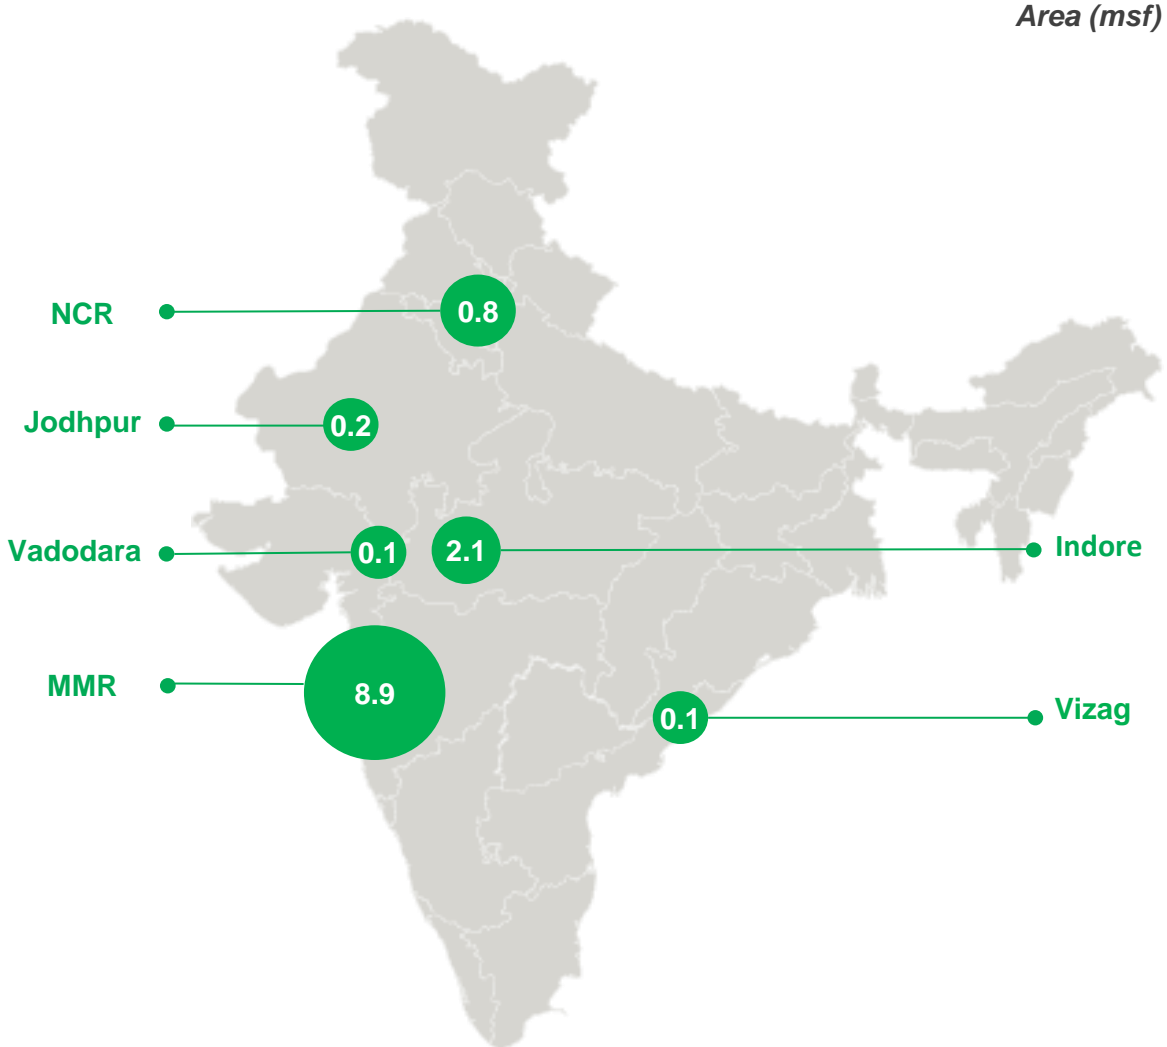 Area (msf)
NCR
0.8
Jodhpur
0.2
Vadodara
0.1
2.1
Indore
MMR
8.9
0.1
Vizag